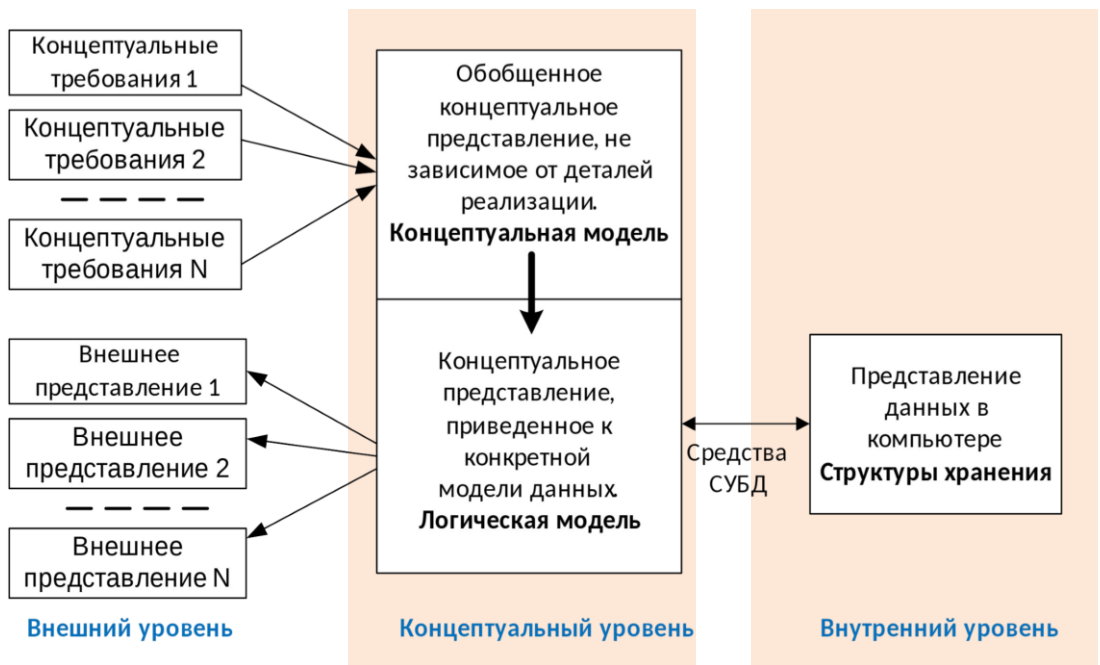 Концептуальные
требования 1
Концептуальные
требования 2
Концептуальные
требования N
Внешнее
представление 1
Внешнее
представление 2
Внешнее
представление N
Внешний уровень
Обобщенное
концептуальное
представление, не
зависимое от деталей
реализации.
Концептуальная модель
Концептуальное
представление,
приведенное к
конкретной
модели данных.
Логическая модель
Концептуальный уровень
Средства
СУБД
Представление
данных в
компьютере
Структуры хранения
Внутренний уровень